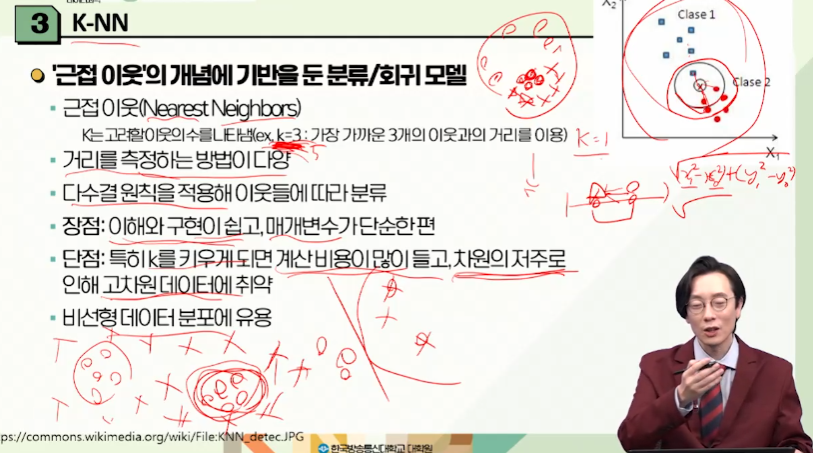 3 K-NN
'근접 이웃'의 개념에 기반을 둔 분류/회귀 모델
근접 이웃(Nearest Neighbors)
K는 고려할 이웃의 수를 나타냄(ex, k=3 : 가장 가까운 3개의 이웃과의 거리를 이용)
거리를 측정하는 방법이 다양
다수결 원칙을 적용해 이웃들에 따라 분류
장점: 이해와 구현이 쉽고, 매개변수가 단순한 편
단점: 특히 k를 키우게 되면 계산 비용이 많이 들고, 차원의 저주로
인해 고차원 데이터에 취약
비선형 데이터 분포에 유용
X2
Clase 1
Clase 2
X1
K=1
ps://commons.wikimedia.org/wiki/File:KNN_detec.JPG
한국방송통신대학교 대학원